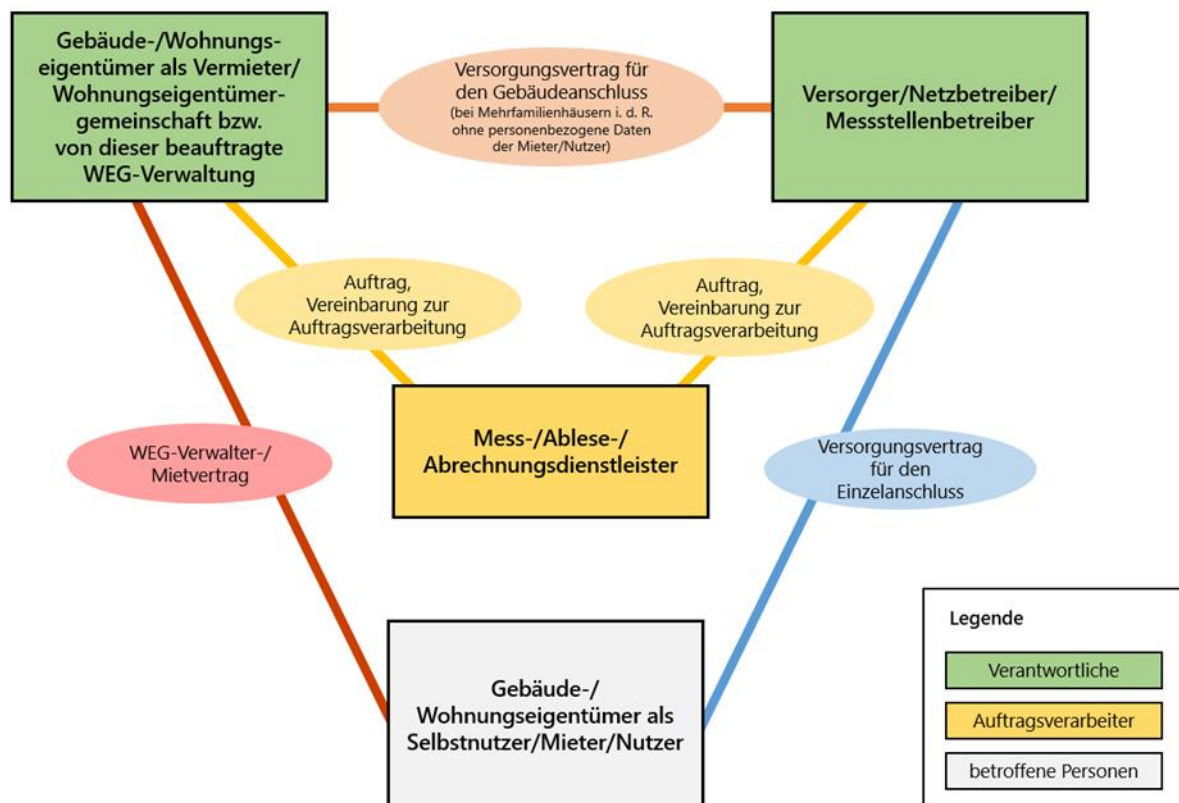 Gebäude-/Wohnungs-
eigentümer als Vermieter/
Wohnungseigentümer-
gemeinschaft bzw.
von dieser beauftragte
WEG-Verwaltung
Versorgungsvertrag für
den Gebäudeanschluss
(bei Mehrfamilienhäusern i. d. R.
ohne personenbezogene Daten
der Mieter/Nutzer)
Versorger/Netzbetreiber/
Messstellenbetreiber
Auftrag,
Vereinbarung zur
Auftragsverarbeitung
Auftrag,
Vereinbarung zur
Auftragsverarbeitung
Mess-/Ablese-/
Abrechnungsdienstleister
WEG-Verwalter-/
Mietvertrag
Versorgungsvertrag
für den
Einzelanschluss
Gebäude-/
Wohnungseigentümer als
Selbstnutzer/Mieter/Nutzer
Legende
Verantwortliche
Auftragsverarbeiter
betroffene Personen